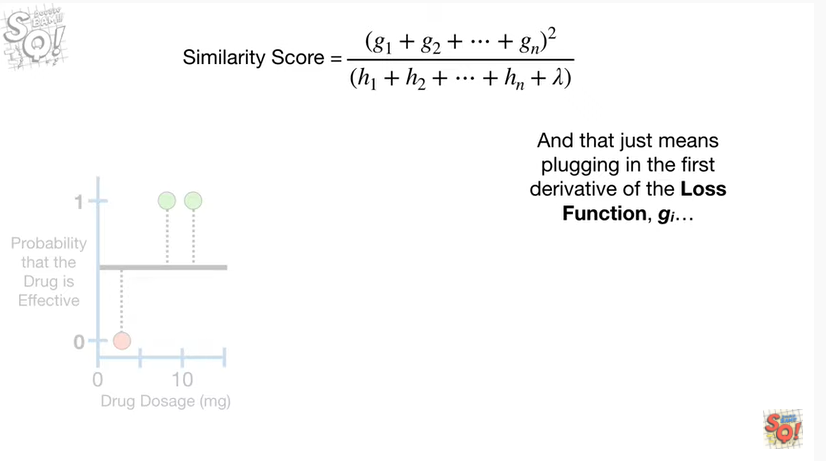 Similarity Score =
(g₁ + g₂ + ⋯ + gₙ)²
(h₁ + h₂ + ⋯ + hₙ + λ)
And that just means
plugging in the first
derivative of the Loss
Function, gᵢ…
1
Probability
that the
Drug is
Effective
0
0
10
Drug Dosage (mg)
SQ!